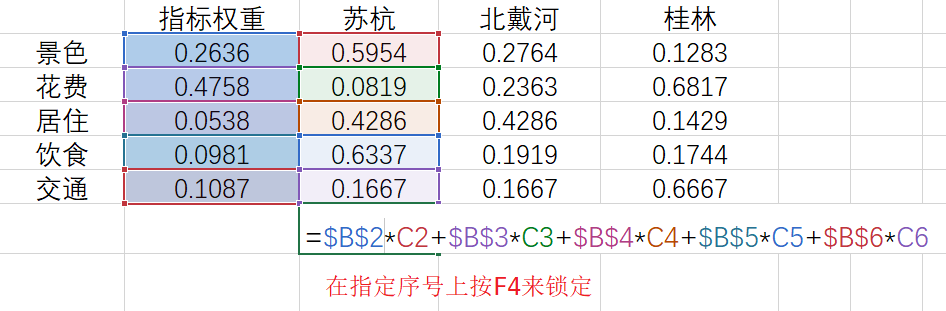 指标权重 苏杭 北戴河 桂林
景色 0.2636 0.5954 0.2764 0.1283
花费 0.4758 0.0819 0.2363 0.6817
居住 0.0538 0.4286 0.4286 0.1429
饮食 0.0981 0.6337 0.1919 0.1744
交通 0.1087 0.1667 0.1667 0.6667
=$B$2*C2+$B$3*C3+$B$4*C4+$B$5*C5+$B$6*C6
在指定序号上按F4来锁定